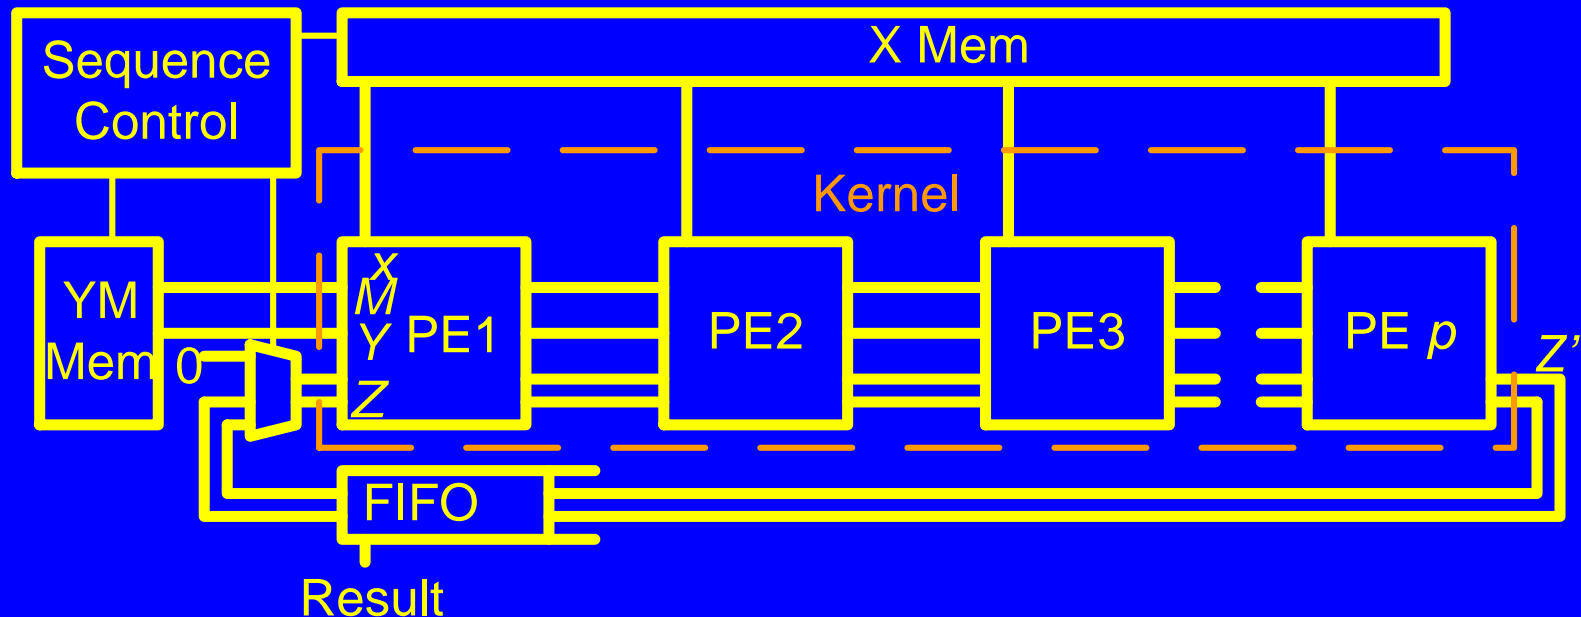 Sequence
Control
X Mem
Kernel
YM
Mem
0
x
M
Y
Z
PE1
PE2
PE3
PE p
Z’
FIFO
Result